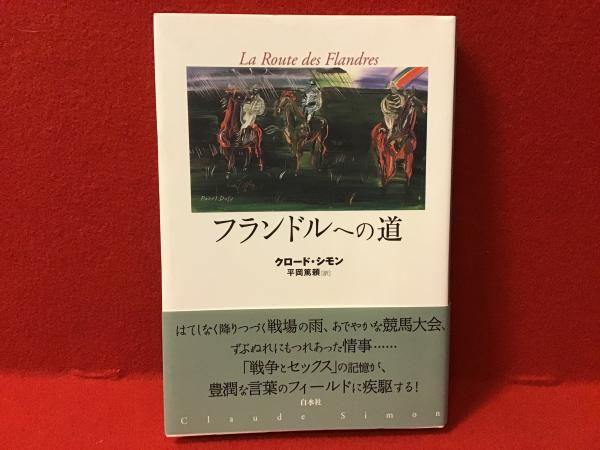 La Route des Flandres
Raoul Dufy
フランドルへの道
クロード・シモン
平岡篤頼[訳]
はてしなく降りつづく戦場の雨、あでやかな競馬大会、
ずぶぬれにもつれあった情事……
「戦争とセックス」の記憶が、
豊潤な言葉のフィールドに疾駆する!
白水社
Claude Simon